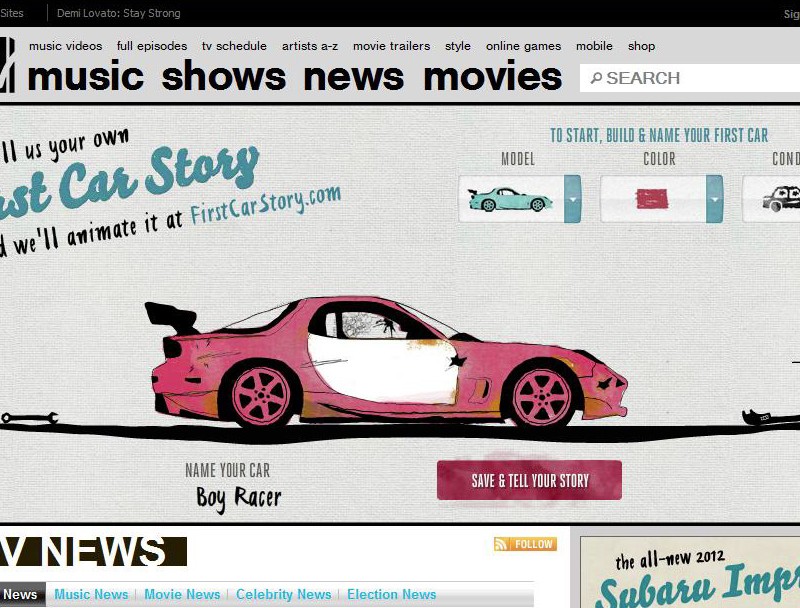 Sites
Demi Lovato: Stay Strong
Sig
music videos full episodes tv schedule artists a-z movie trailers style online games mobile shop
music shows news movies
SEARCH
ll us your own
rst Car Story
d we'll animate it at FirstCarStory.com
TO START, BUILD & NAME YOUR FIRST CAR
MODEL COLOR COND
NAME YOUR CAR
Boy Racer
SAVE & TELL YOUR STORY
V NEWS
FOLLOW
News Music News Movie News Celebrity News Election News
the all-new 2012
Subaru Impr